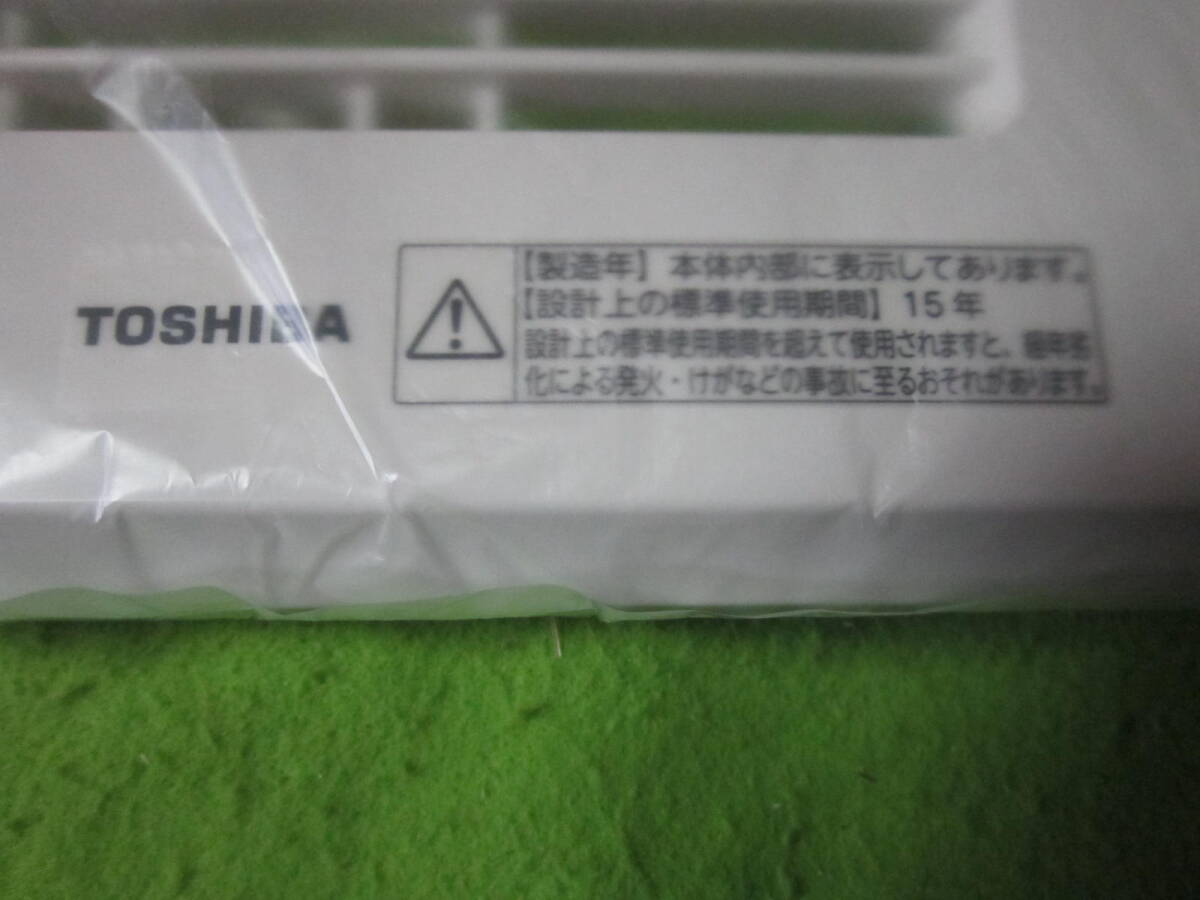 TOSHIBA
【製造年】本体内部に表示してあります。
【設計上の標準使用期間】15年
設計上の標準使用期間を超えて使用されますと、経年劣
化による発火・けがなどの事故に至るおそれがあります。